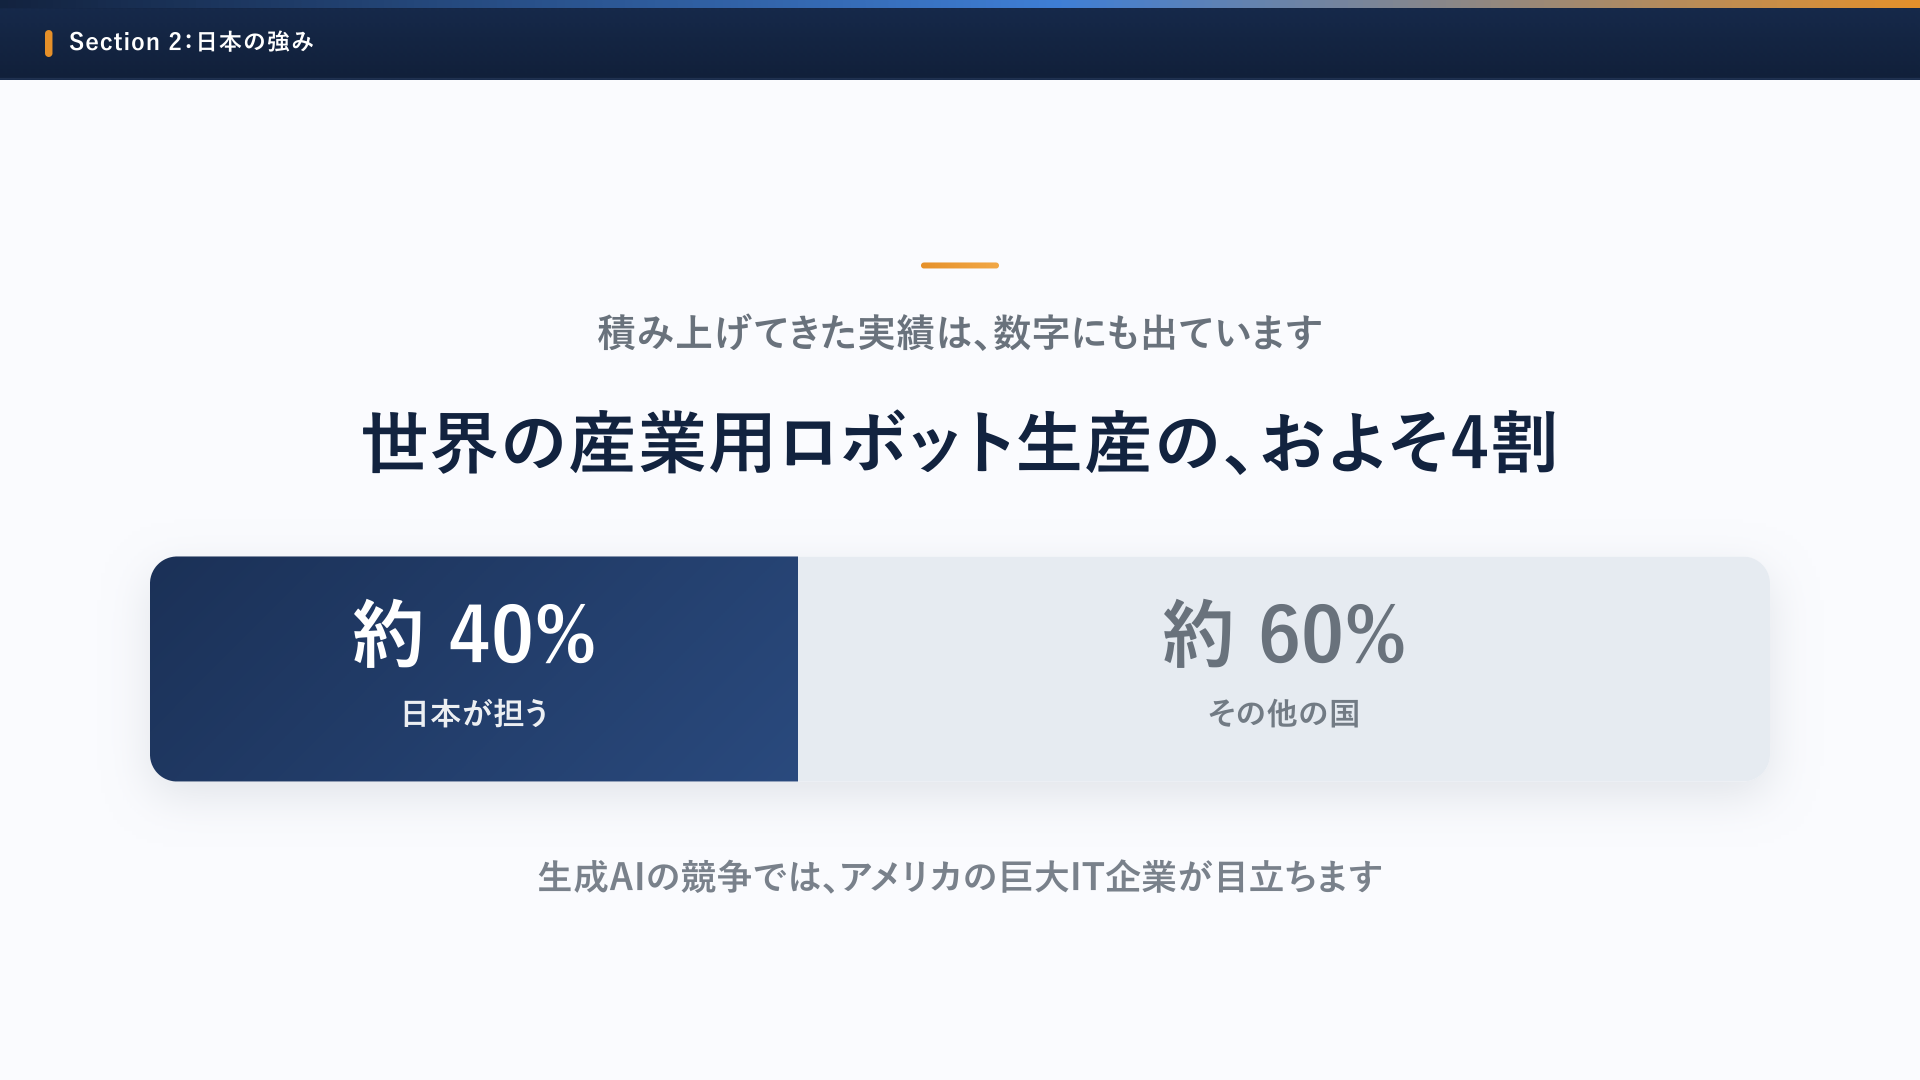 Section 2：日本の強み
積み上げてきた実績は、数字にも出ています
世界の産業用ロボット生産の、およそ4割
約 40%
日本が担う
約 60%
その他の国
生成AIの競争では、アメリカの巨大IT企業が目立ちます